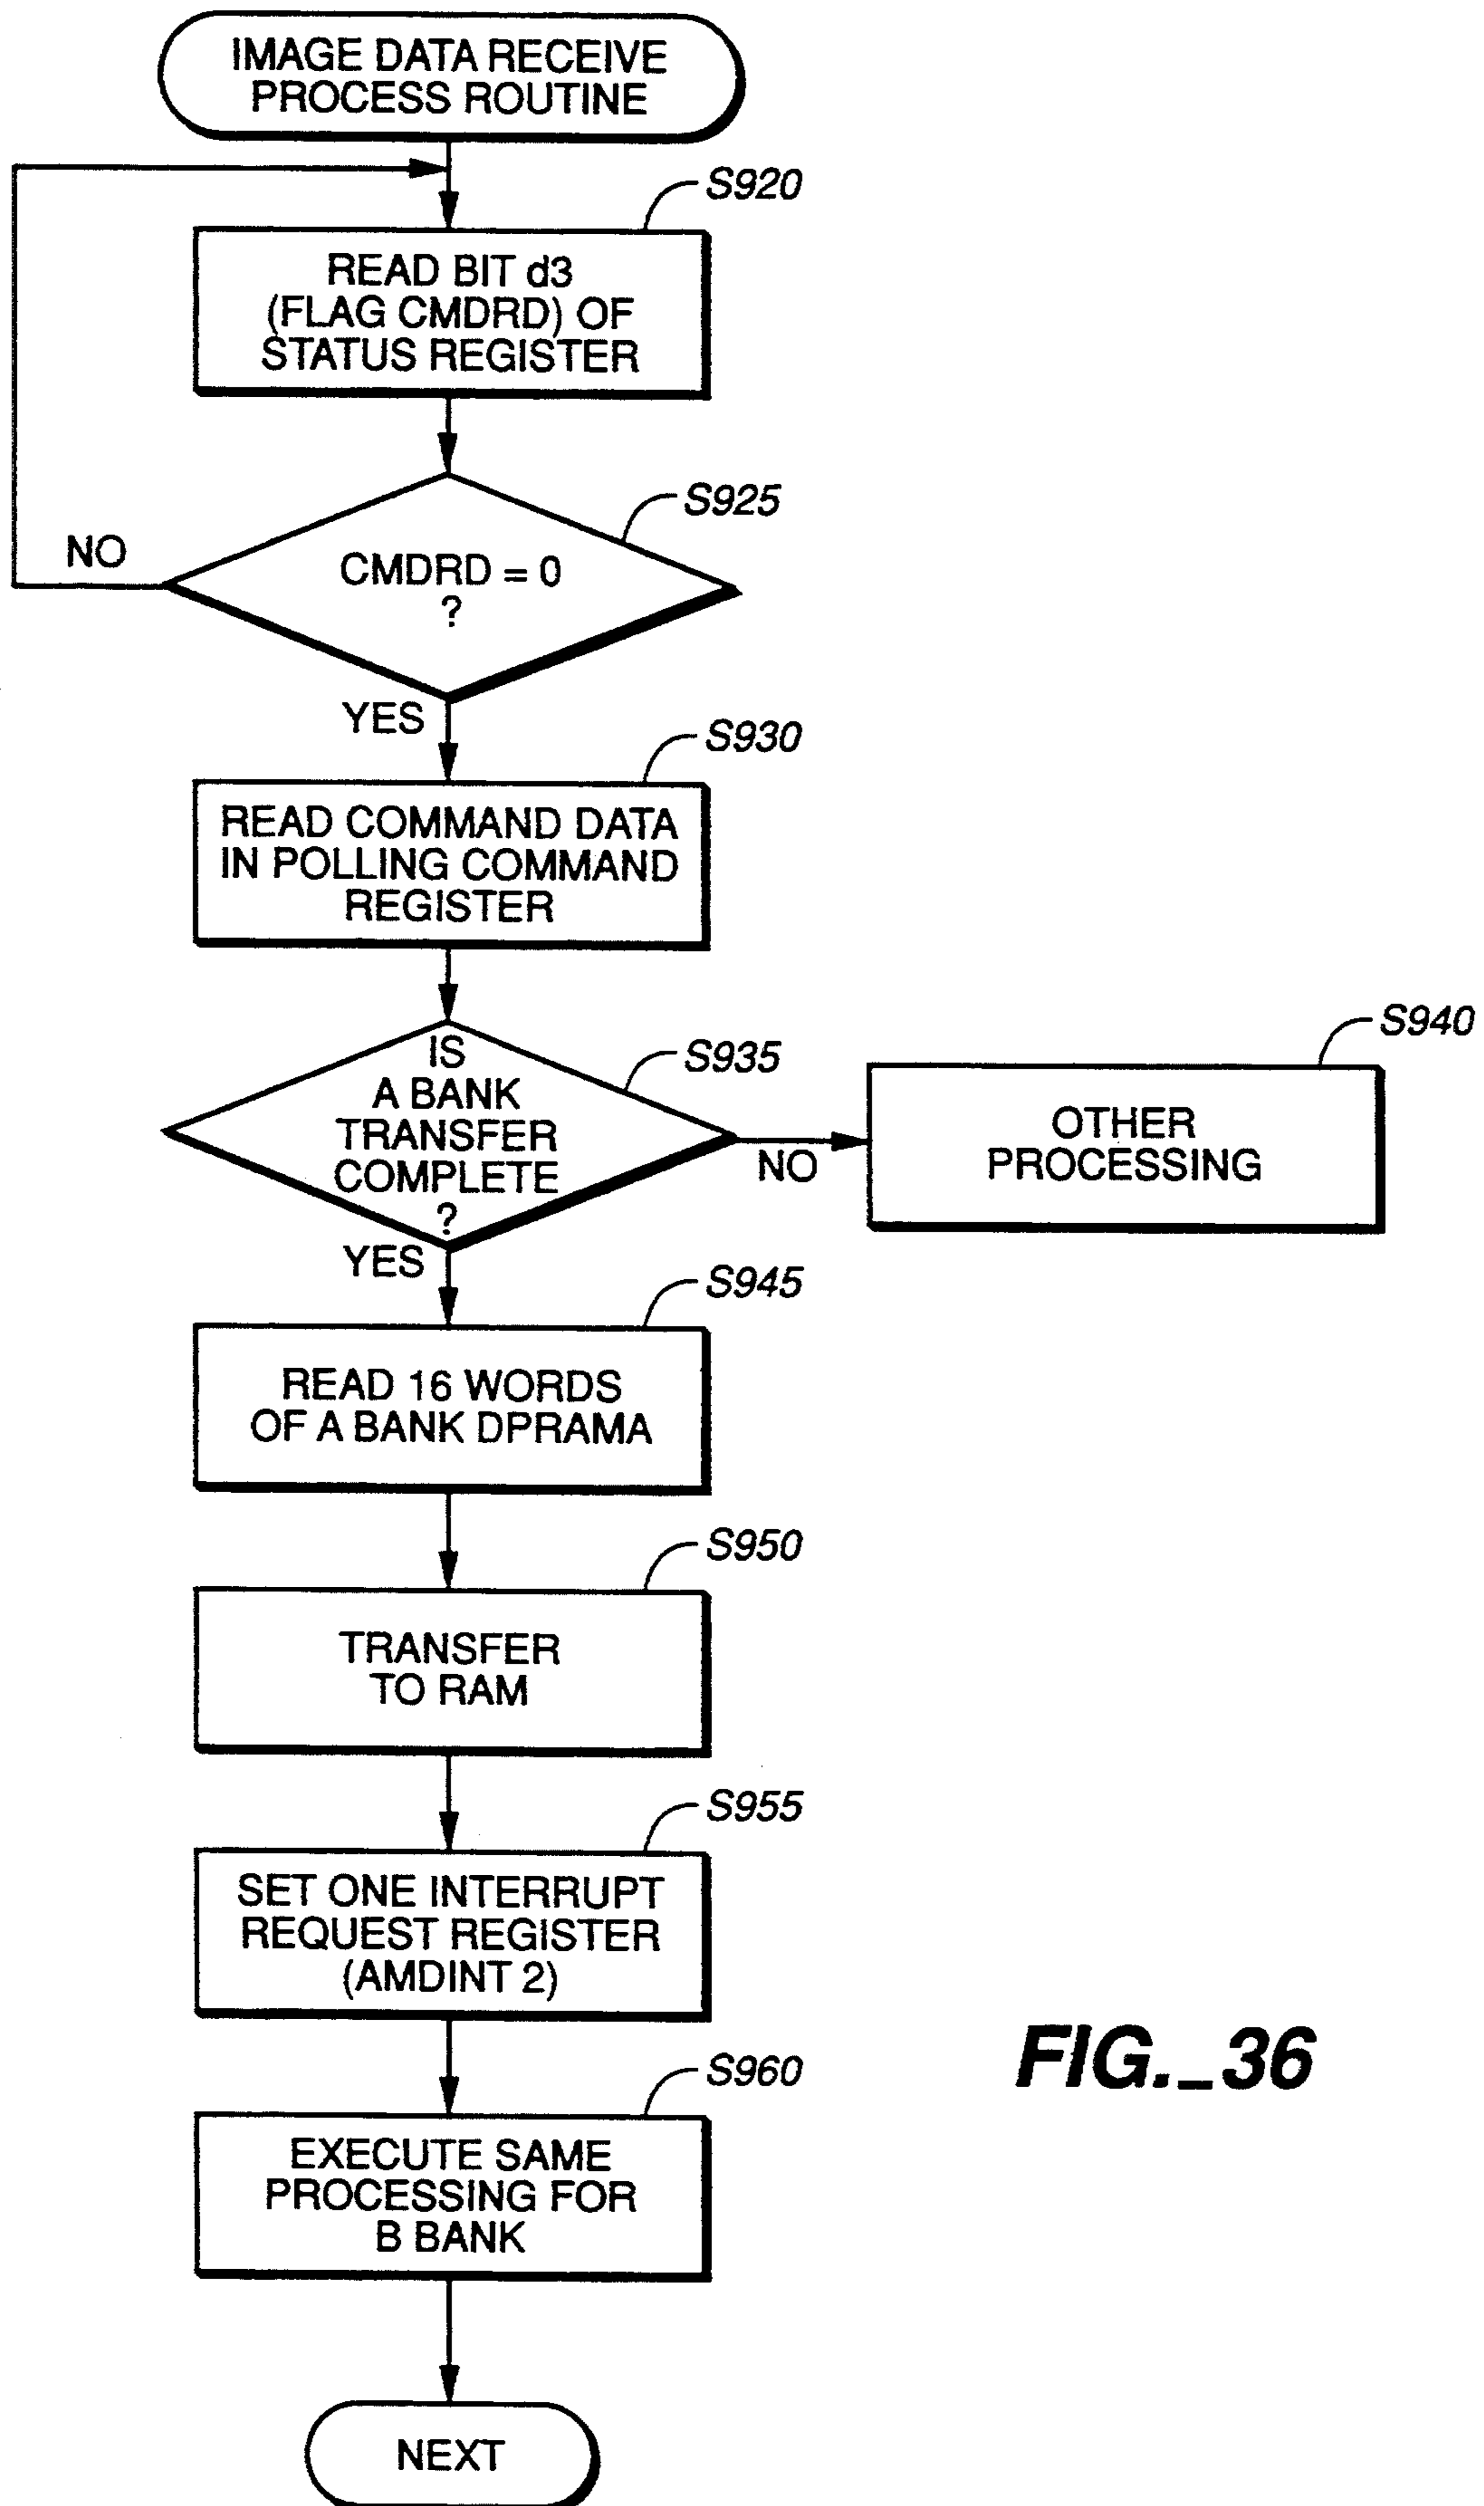 IMAGE DATA RECEIVE
PROCESS ROUTINE
S920
READ BIT d3
(FLAG CMDRD) OF
STATUS REGISTER
S925
NO
CMDRD = 0
?
YES
S930
READ COMMAND DATA
IN POLLING COMMAND
REGISTER
S935
IS
A BANK
TRANSFER
COMPLETE
?
NO
S940
OTHER
PROCESSING
YES
S945
READ 16 WORDS
OF A BANK DPRAMA
S950
TRANSFER
TO RAM
S955
SET ONE INTERRUPT
REQUEST REGISTER
(AMDINT 2)
S960
EXECUTE SAME
PROCESSING FOR
B BANK
NEXT
FIG._36